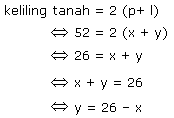 keliling tanah = 2 (p+ l)
⇔ 52 = 2 (x + y)
⇔ 26 = x + y
⇔ x + y = 26
⇔ y = 26 - x